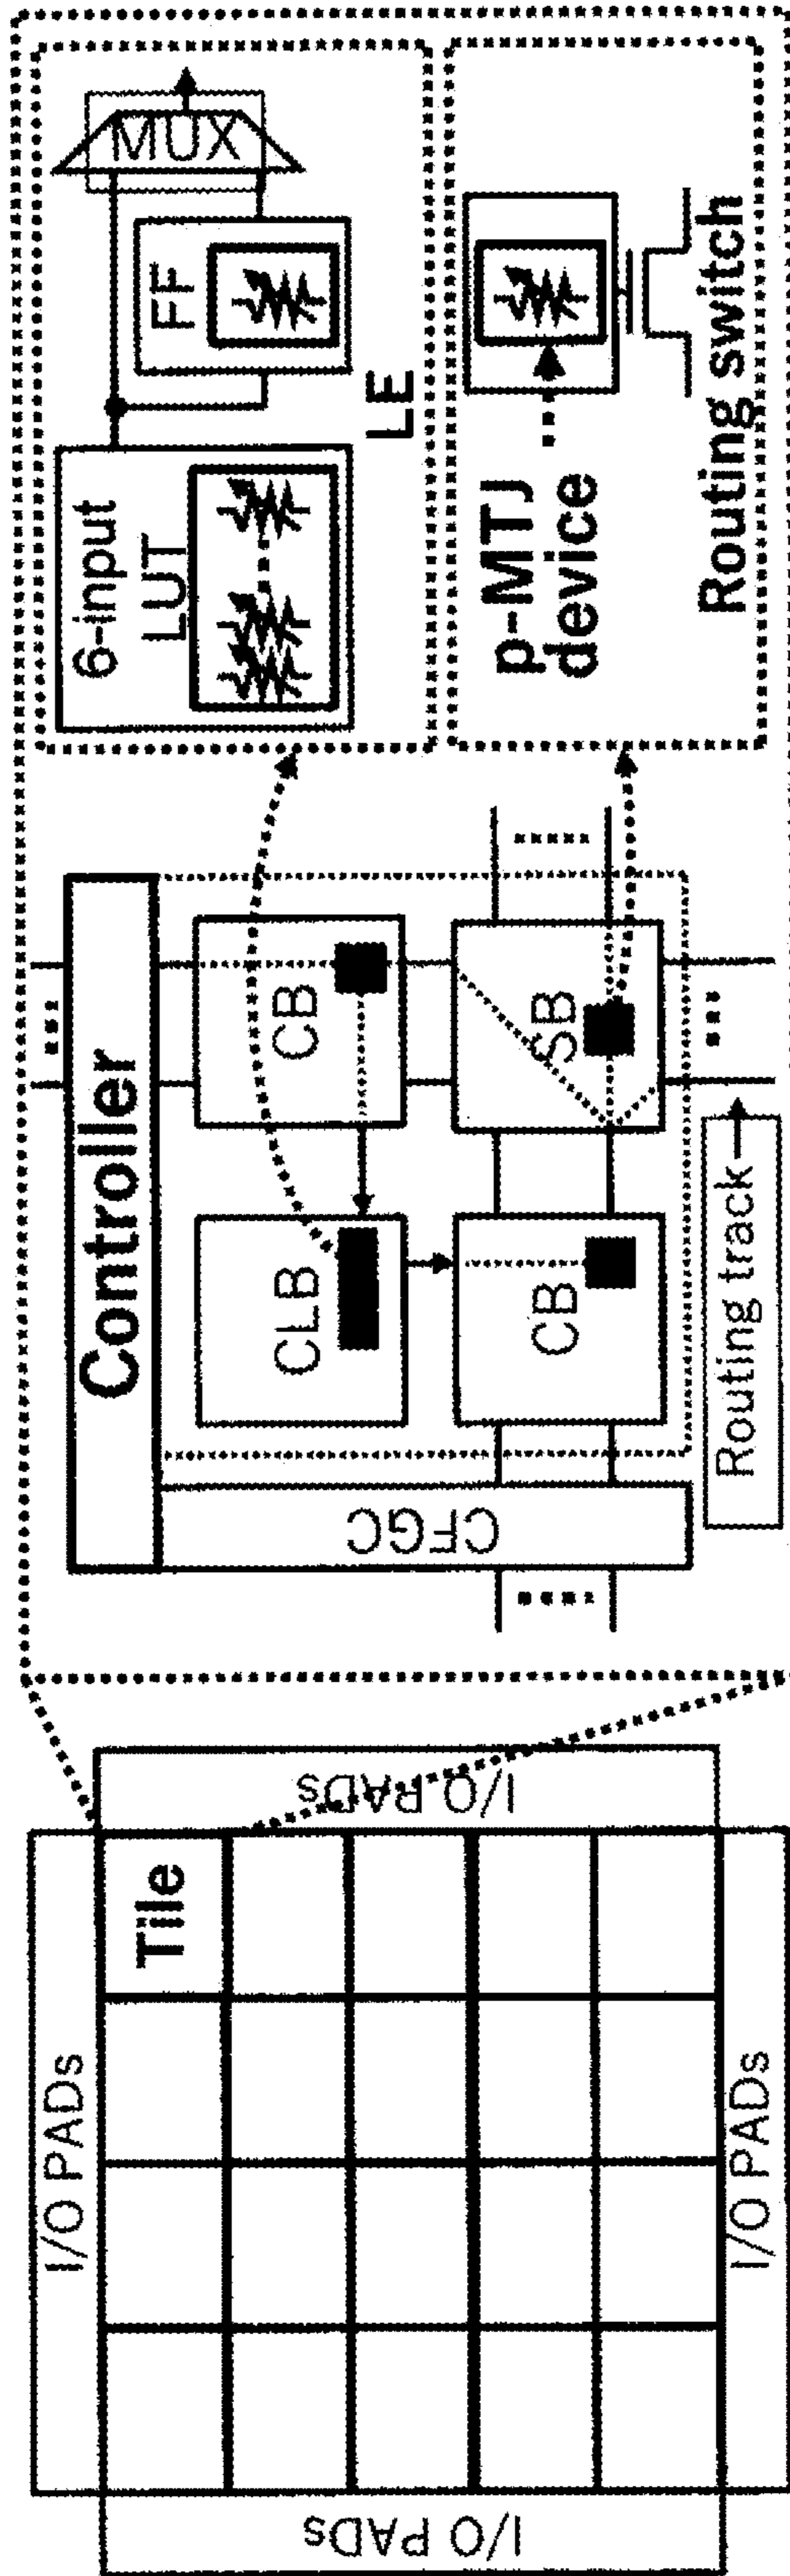 I/O PADs
Tile
I/O PADs
I/O PADs
I/O PADs
Controller
CFGC
CLB
CB
CB
SB
Routing track
6-input
LUT
FF
MUX
LE
p-MTJ
device
Routing switch